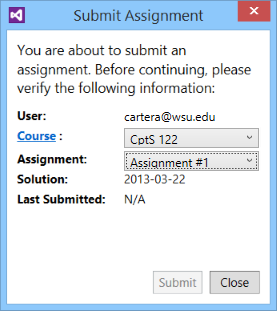 Submit Assignment
You are about to submit an
assignment. Before continuing, please
verify the following information:
User: cartera@wsu.edu
Course : CptS 122
Assignment: Assignment #1
Solution: 2013-03-22
Last Submitted: N/A
Submit Close